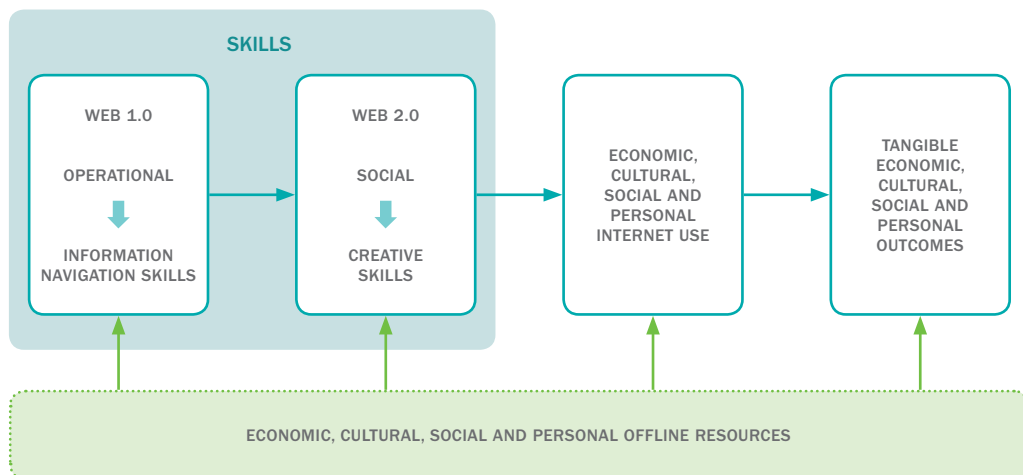 SKILLS
WEB 1.0
OPERATIONAL
INFORMATION
NAVIGATION SKILLS
WEB 2.0
SOCIAL
CREATIVE
SKILLS
ECONOMIC,
CULTURAL,
SOCIAL AND
PERSONAL
INTERNET USE
TANGIBLE
ECONOMIC,
CULTURAL,
SOCIAL AND
PERSONAL
OUTCOMES
ECONOMIC, CULTURAL, SOCIAL AND PERSONAL OFFLINE RESOURCES